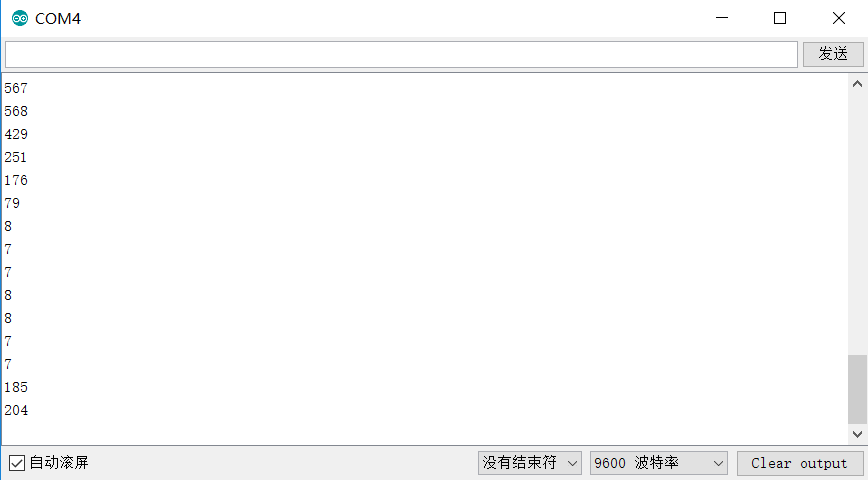 COM4
发送
567
568
429
251
176
79
8
7
7
8
8
7
7
185
204
自动滚屏
没有结束符
9600 波特率
Clear output